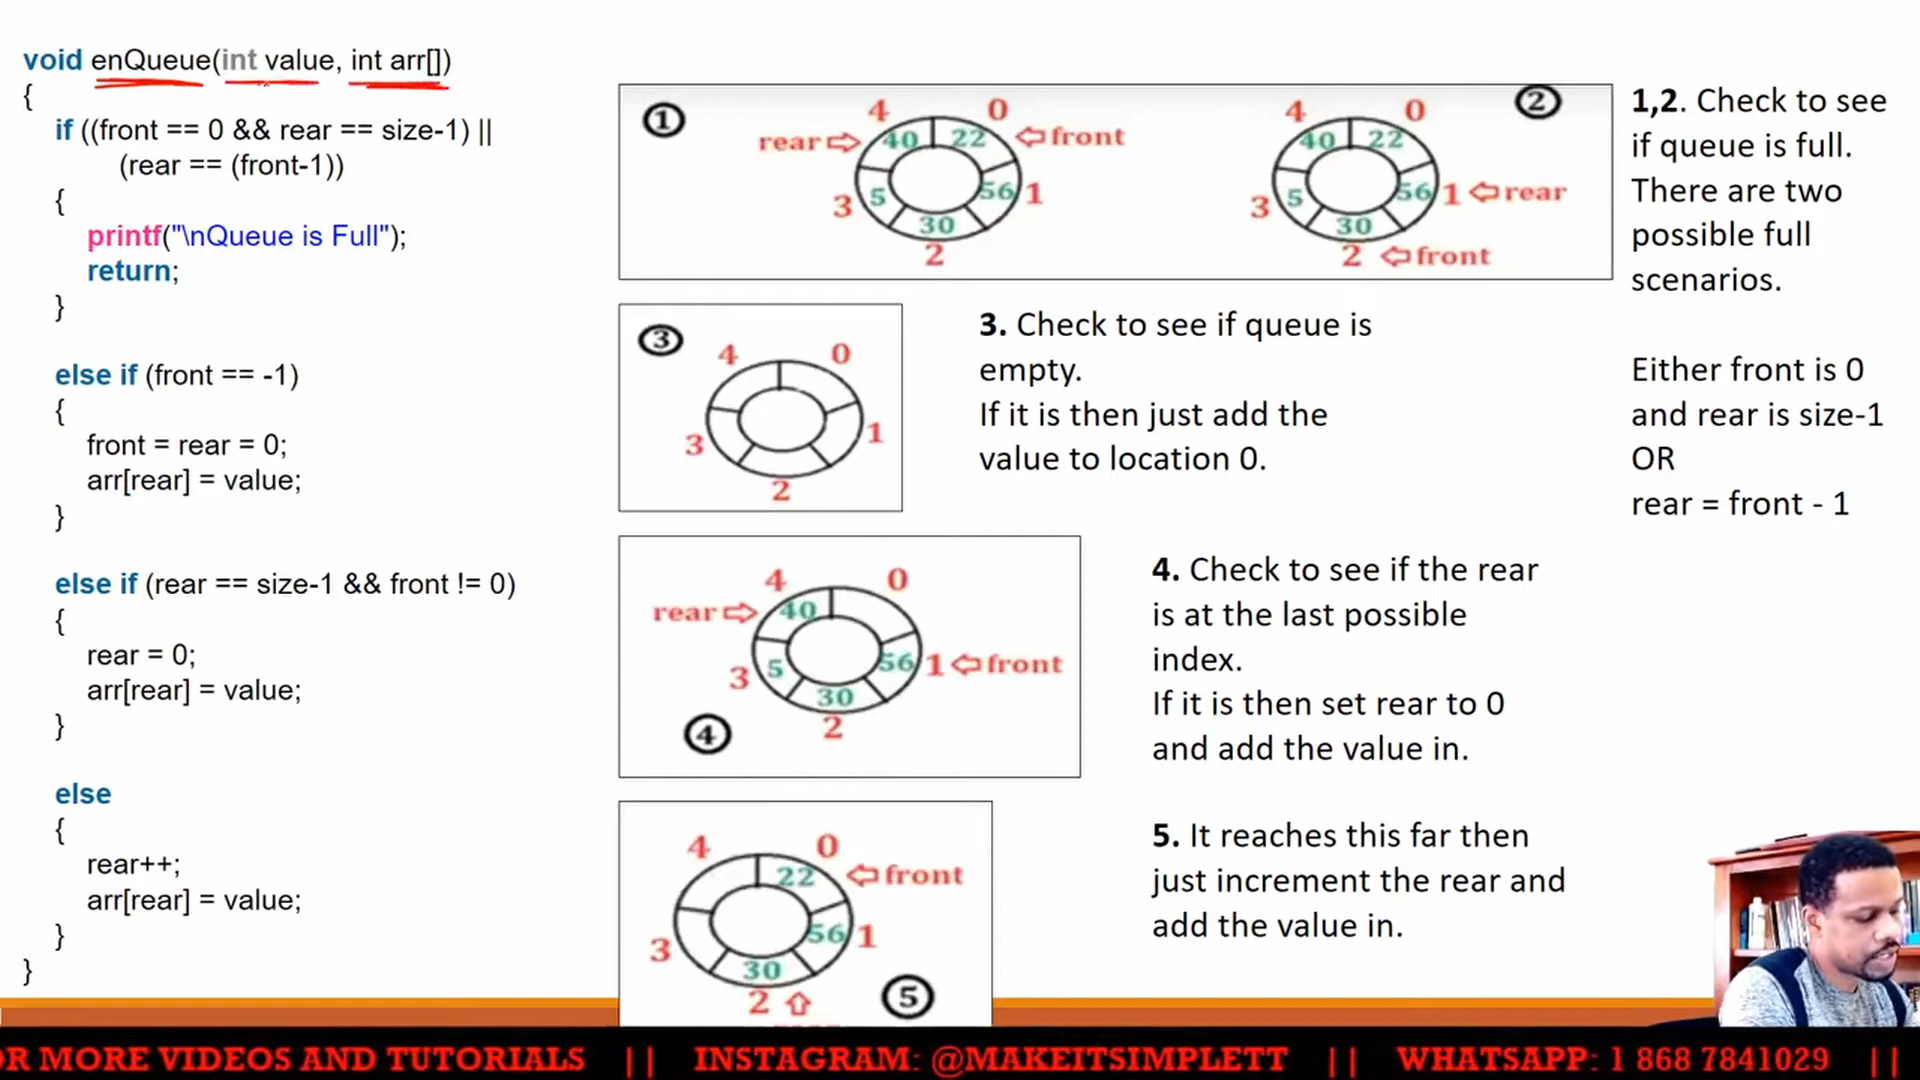 void enQueue(int value, int arr[])
{
if ((front == 0 && rear == size-1) ||
(rear == (front-1))
{
printf("\nQueue is Full");
return;
}
else if (front == -1)
{
front = rear = 0;
arr[rear] = value;
}
else if (rear == size-1 && front != 0)
{
rear = 0;
arr[rear] = value;
}
else
{
rear++;
arr[rear] = value;
}
}
1
4 0
rear 40 22 front
3 5 56 1
30
2
2
4 0
40 22
3 5 56 1 rear
30
2 front
1,2. Check to see
if queue is full.
There are two
possible full
scenarios.
Either front is 0
and rear is size-1
OR
rear = front - 1
3
4 0
3 1
2
3. Check to see if queue is
empty.
If it is then just add the
value to location 0.
4 0
rear 40
3 5 56 1 front
30
2
4
4. Check to see if the rear
is at the last possible
index.
If it is then set rear to 0
and add the value in.
4 0
22 front
3 56 1
30
2
5
5. It reaches this far then
just increment the rear and
add the value in.
OR MORE VIDEOS AND TUTORIALS || INSTAGRAM: @MAKEITSIMPLETT || WHATSAPP: 1 868 7841029 ||